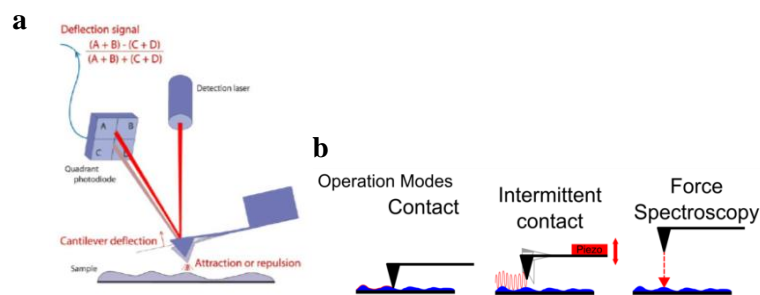 a
Deflection signal
(A + B) - (C + D)
(A + B) + (C + D)
Detection laser
A B
C D
Quadrant
photodiode
Cantilever deflection
Attraction or repulsion
Sample
b
Operation Modes
Contact
Intermittent
contact
Piezo
Force
Spectroscopy